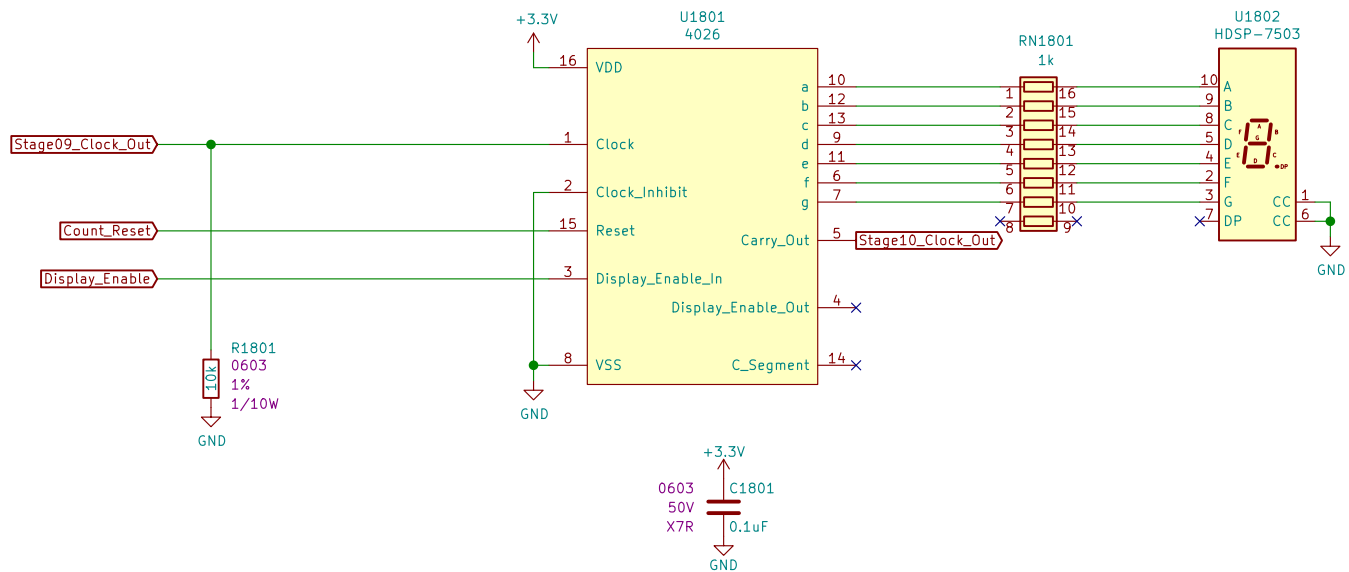 +3.3V
U1801
4026
16 VDD
Stage09_Clock_Out
1 Clock
2 Clock_Inhibit
Count_Reset
15 Reset
Display_Enable
3 Display_Enable_In
8 VSS
GND
a 10
b 12
c 13
d 9
e 11
f 6
g 7
Carry_Out 5
Stage10_Clock_Out
Display_Enable_Out 4
C_Segment 14
RN1801
1k
1 16
2 15
3 14
4 13
5 12
6 11
7 10
8 9
U1802
HDSP-7503
10 A
9 B
8 C
5 D
4 E
2 F
3 G
7 DP
A
F B
G
E C
D
DP
CC 1
CC 6
GND
R1801
10k
0603
1%
1/10W
GND
+3.3V
C1801
0603
50V
X7R
0.1uF
GND